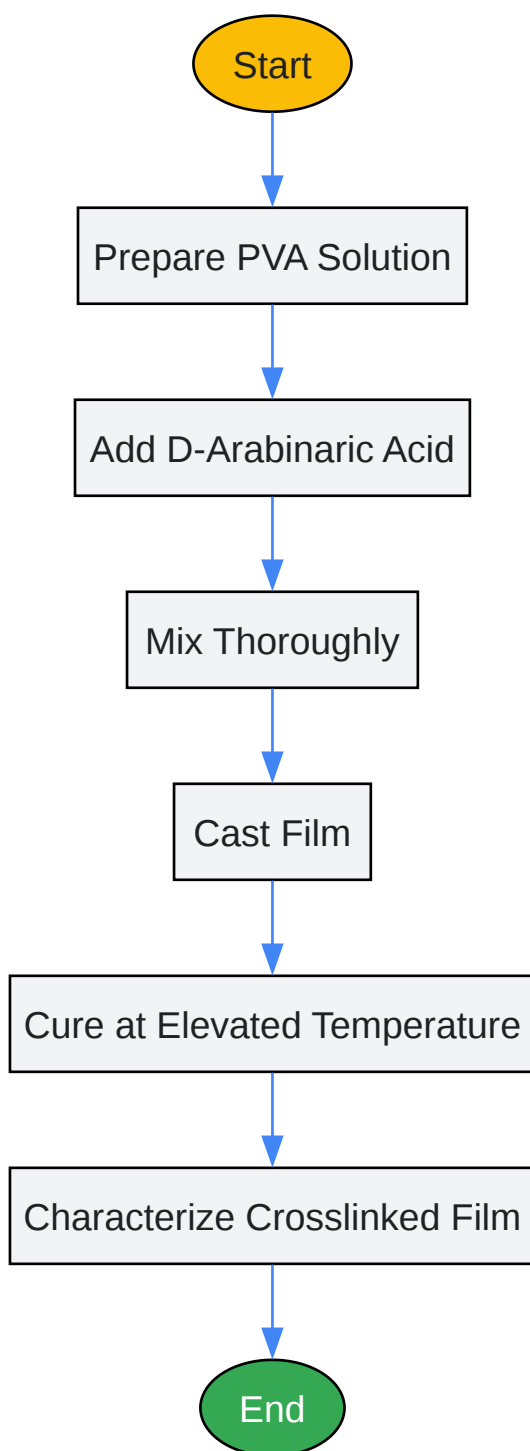 Start
Prepare PVA Solution
Add D-Arabinaric Acid
Mix Thoroughly
Cast Film
Cure at Elevated Temperature
Characterize Crosslinked Film
End